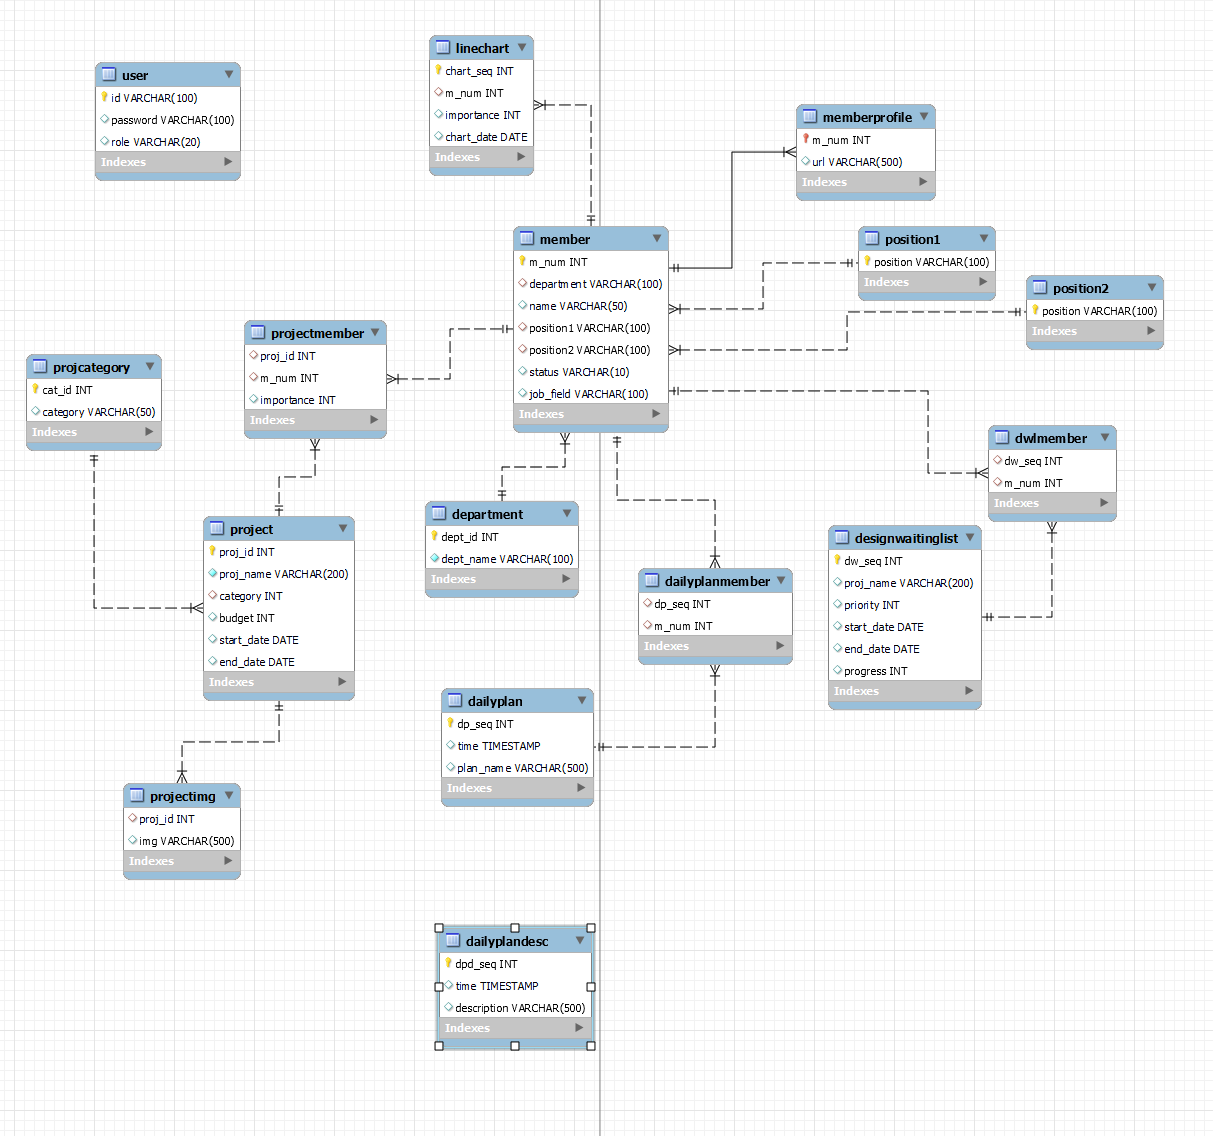 user
id VARCHAR(100)
password VARCHAR(100)
role VARCHAR(20)
Indexes
linechart
chart_seq INT
m_num INT
importance INT
chart_date DATE
Indexes
memberprofile
m_num INT
url VARCHAR(500)
Indexes
member
m_num INT
department VARCHAR(100)
name VARCHAR(50)
position1 VARCHAR(100)
position2 VARCHAR(100)
status VARCHAR(10)
job_field VARCHAR(100)
Indexes
position1
position VARCHAR(100)
Indexes
position2
position VARCHAR(100)
Indexes
projectmember
proj_id INT
m_num INT
importance INT
Indexes
projcategory
cat_id INT
category VARCHAR(50)
Indexes
dwlmember
dw_seq INT
m_num INT
Indexes
department
dept_id INT
dept_name VARCHAR(100)
Indexes
project
proj_id INT
proj_name VARCHAR(200)
category INT
budget INT
start_date DATE
end_date DATE
Indexes
designwaitinglist
dw_seq INT
proj_name VARCHAR(200)
priority INT
start_date DATE
end_date DATE
progress INT
Indexes
dailyplanmember
dp_seq INT
m_num INT
Indexes
dailyplan
dp_seq INT
time TIMESTAMP
plan_name VARCHAR(500)
Indexes
projectimg
proj_id INT
img VARCHAR(500)
Indexes
dailyplandesc
dpd_seq INT
time TIMESTAMP
description VARCHAR(500)
Indexes